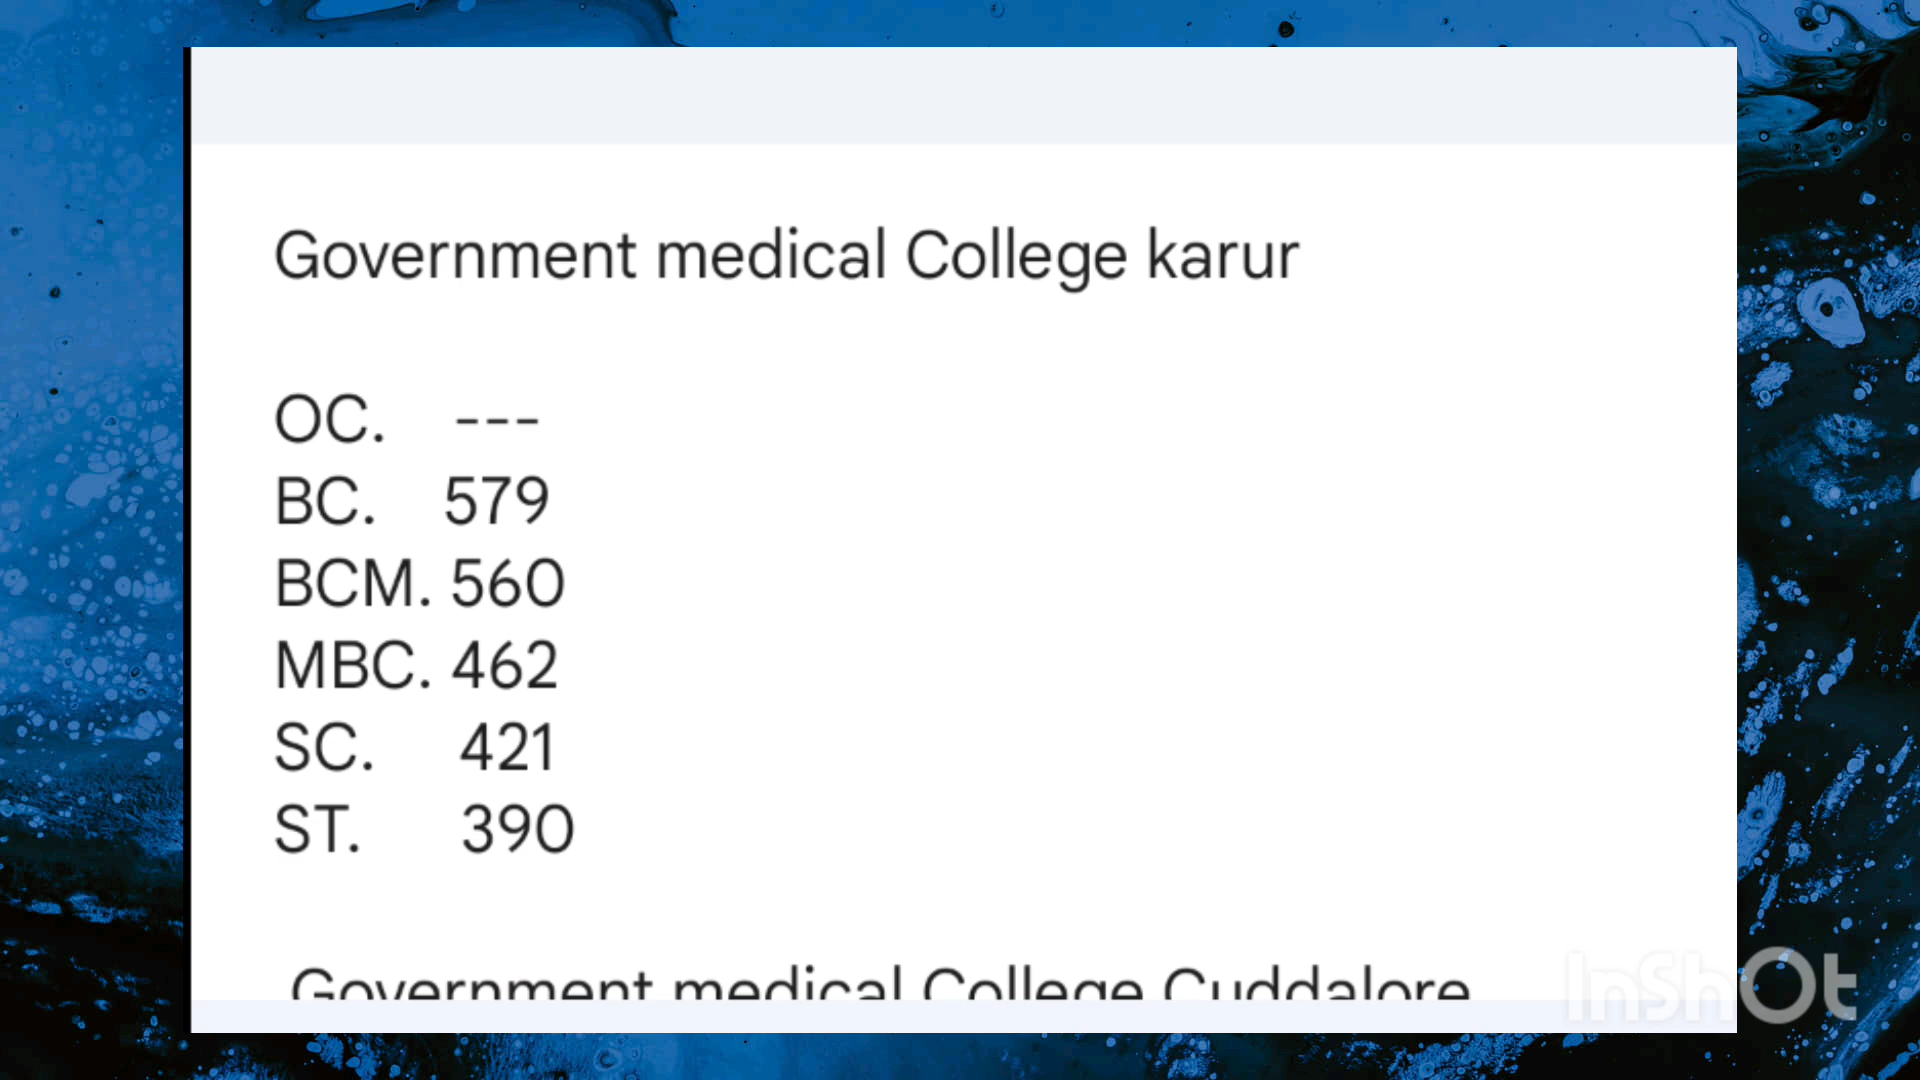 Government medical College karur
OC. ---
BC. 579
BCM. 560
MBC. 462
SC. 421
ST. 390
Government medical College Cuddalore
InShOt